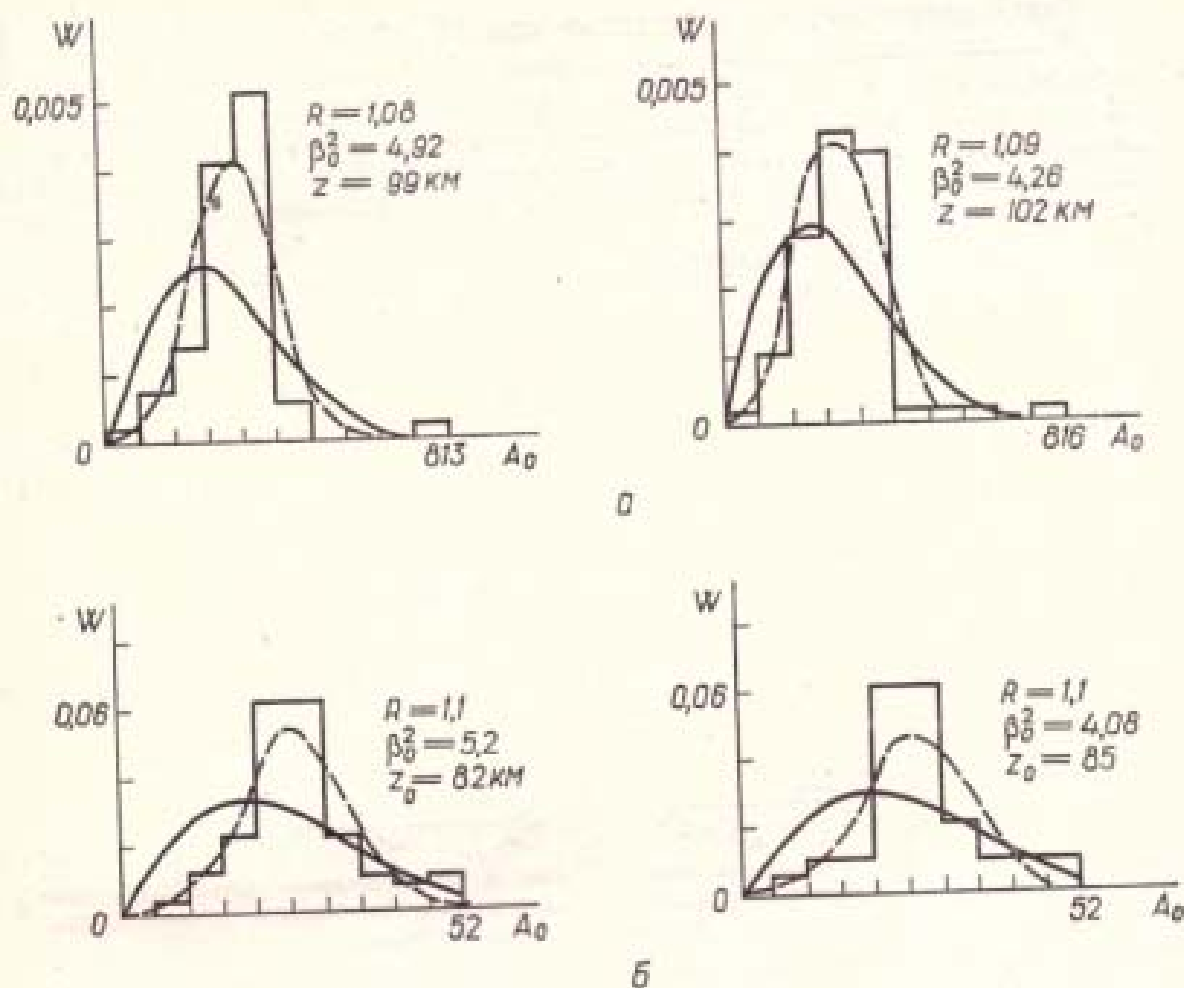 W
0,005
R = 1,08
β₀² = 4,92
z = 99 км
0
813 A₀
W
0,005
R = 1,09
β₀² = 4,26
z = 102 км
0
816 A₀
а
W
0,06
R = 1,1
β₀² = 5,2
z₀ = 82 км
0
52 A₀
W
0,06
R = 1,1
β₀² = 4,08
z₀ = 85
0
52 A₀
б